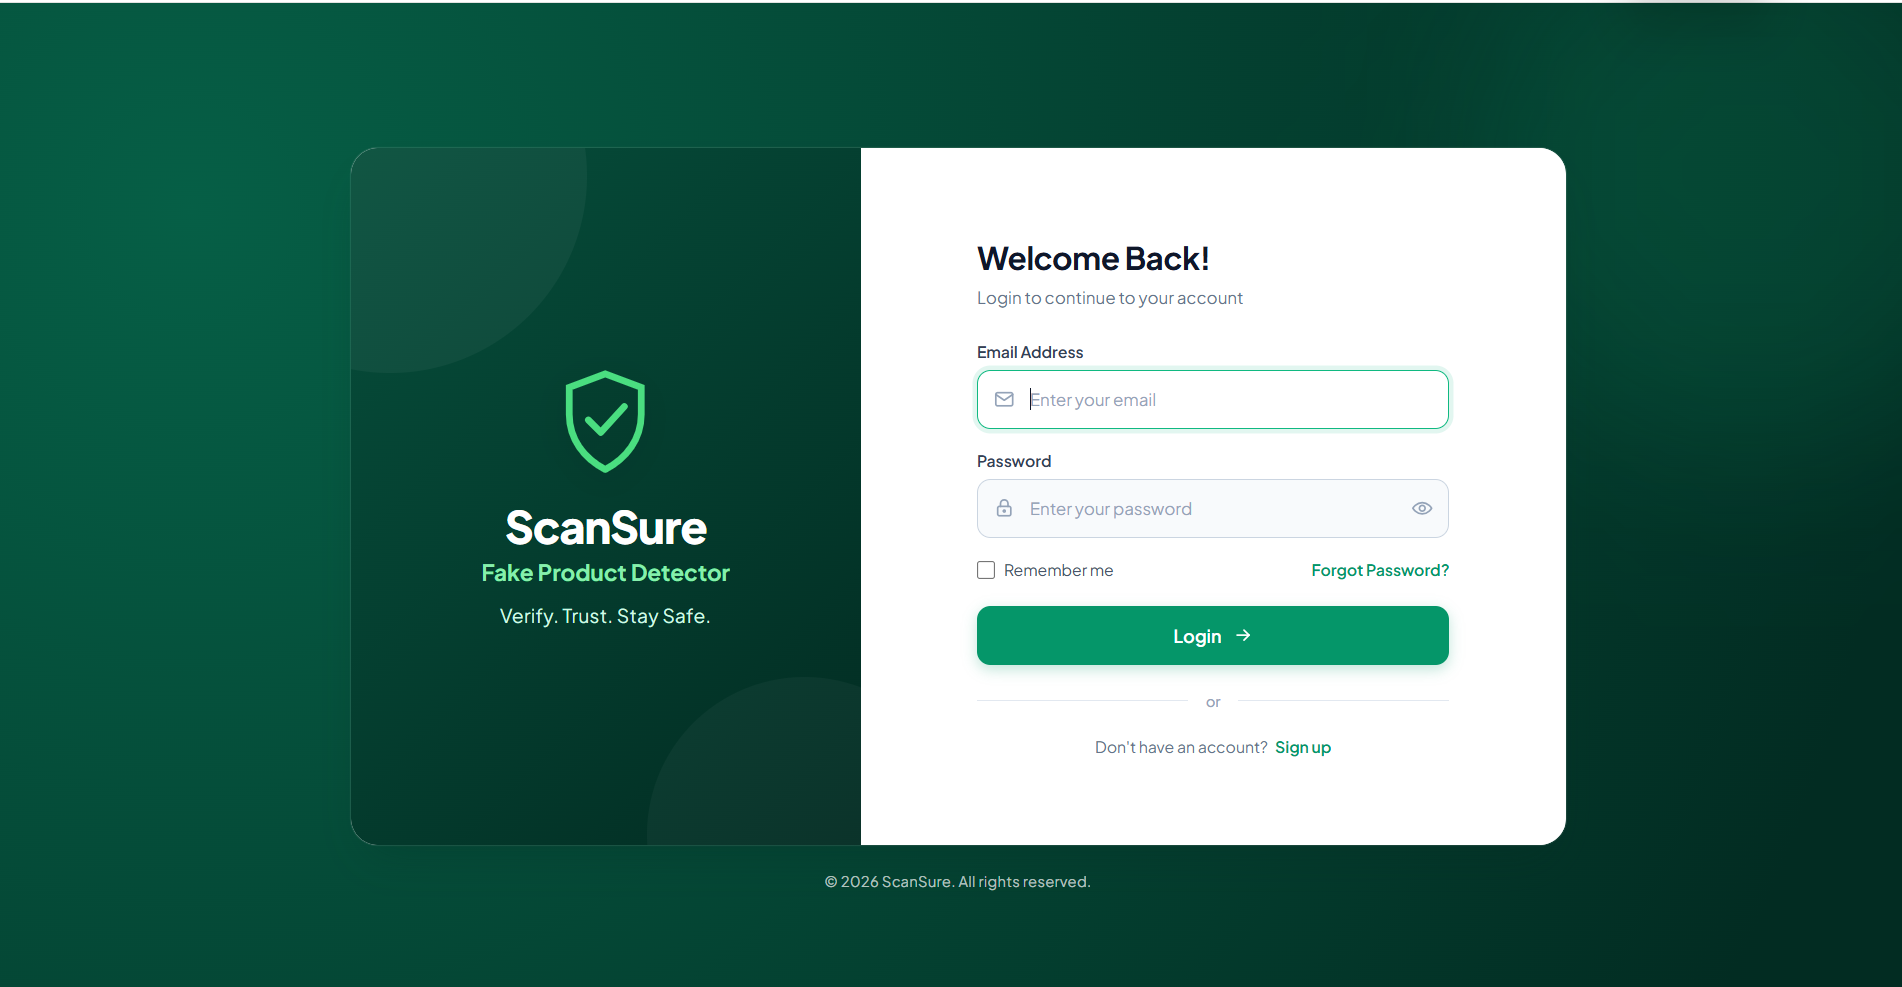 ScanSure
Fake Product Detector
Verify. Trust. Stay Safe.
Welcome Back!
Login to continue to your account
Email Address
Enter your email
Password
Enter your password
Remember me Forgot Password?
Login
or
Don't have an account? Sign up
© 2026 ScanSure. All rights reserved.